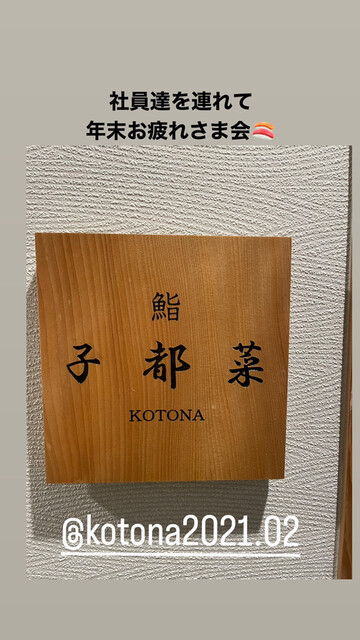 社員達を連れて
年末お疲れさま会🍣
鮨
子都菜
KOTONA
@kotona2021.02